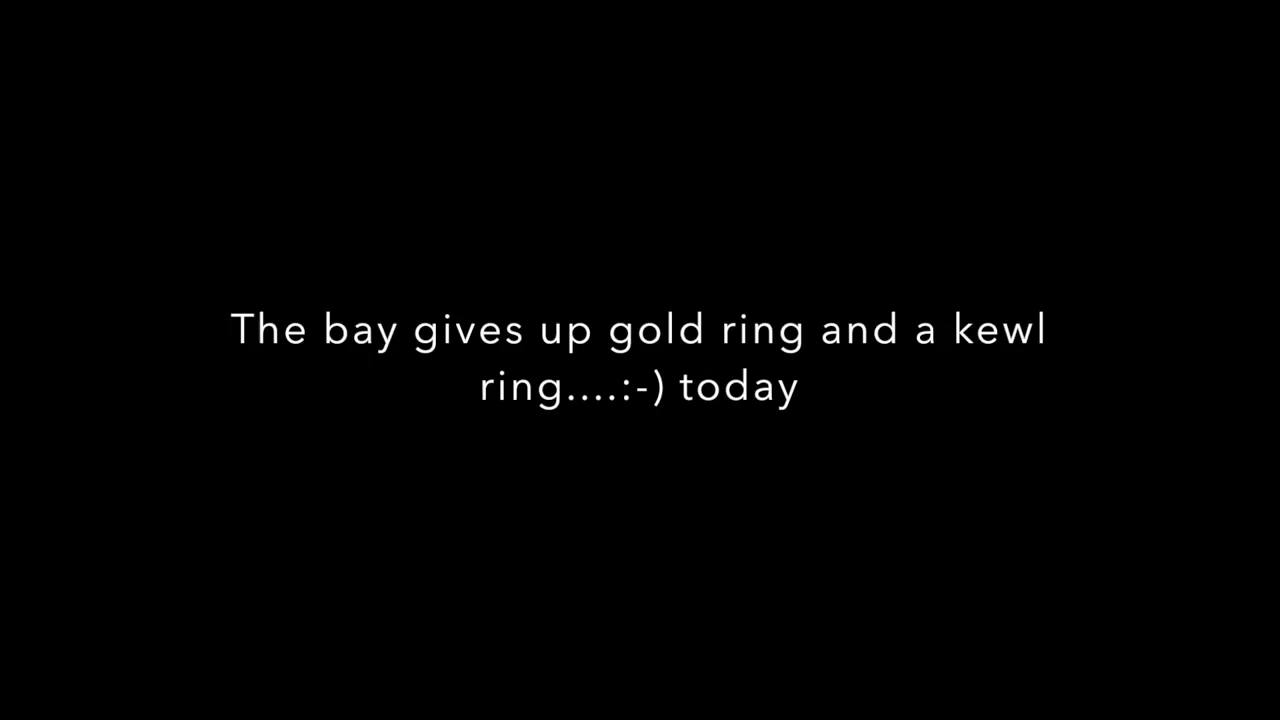 The bay gives up gold ring and a kewl
ring....:-) today